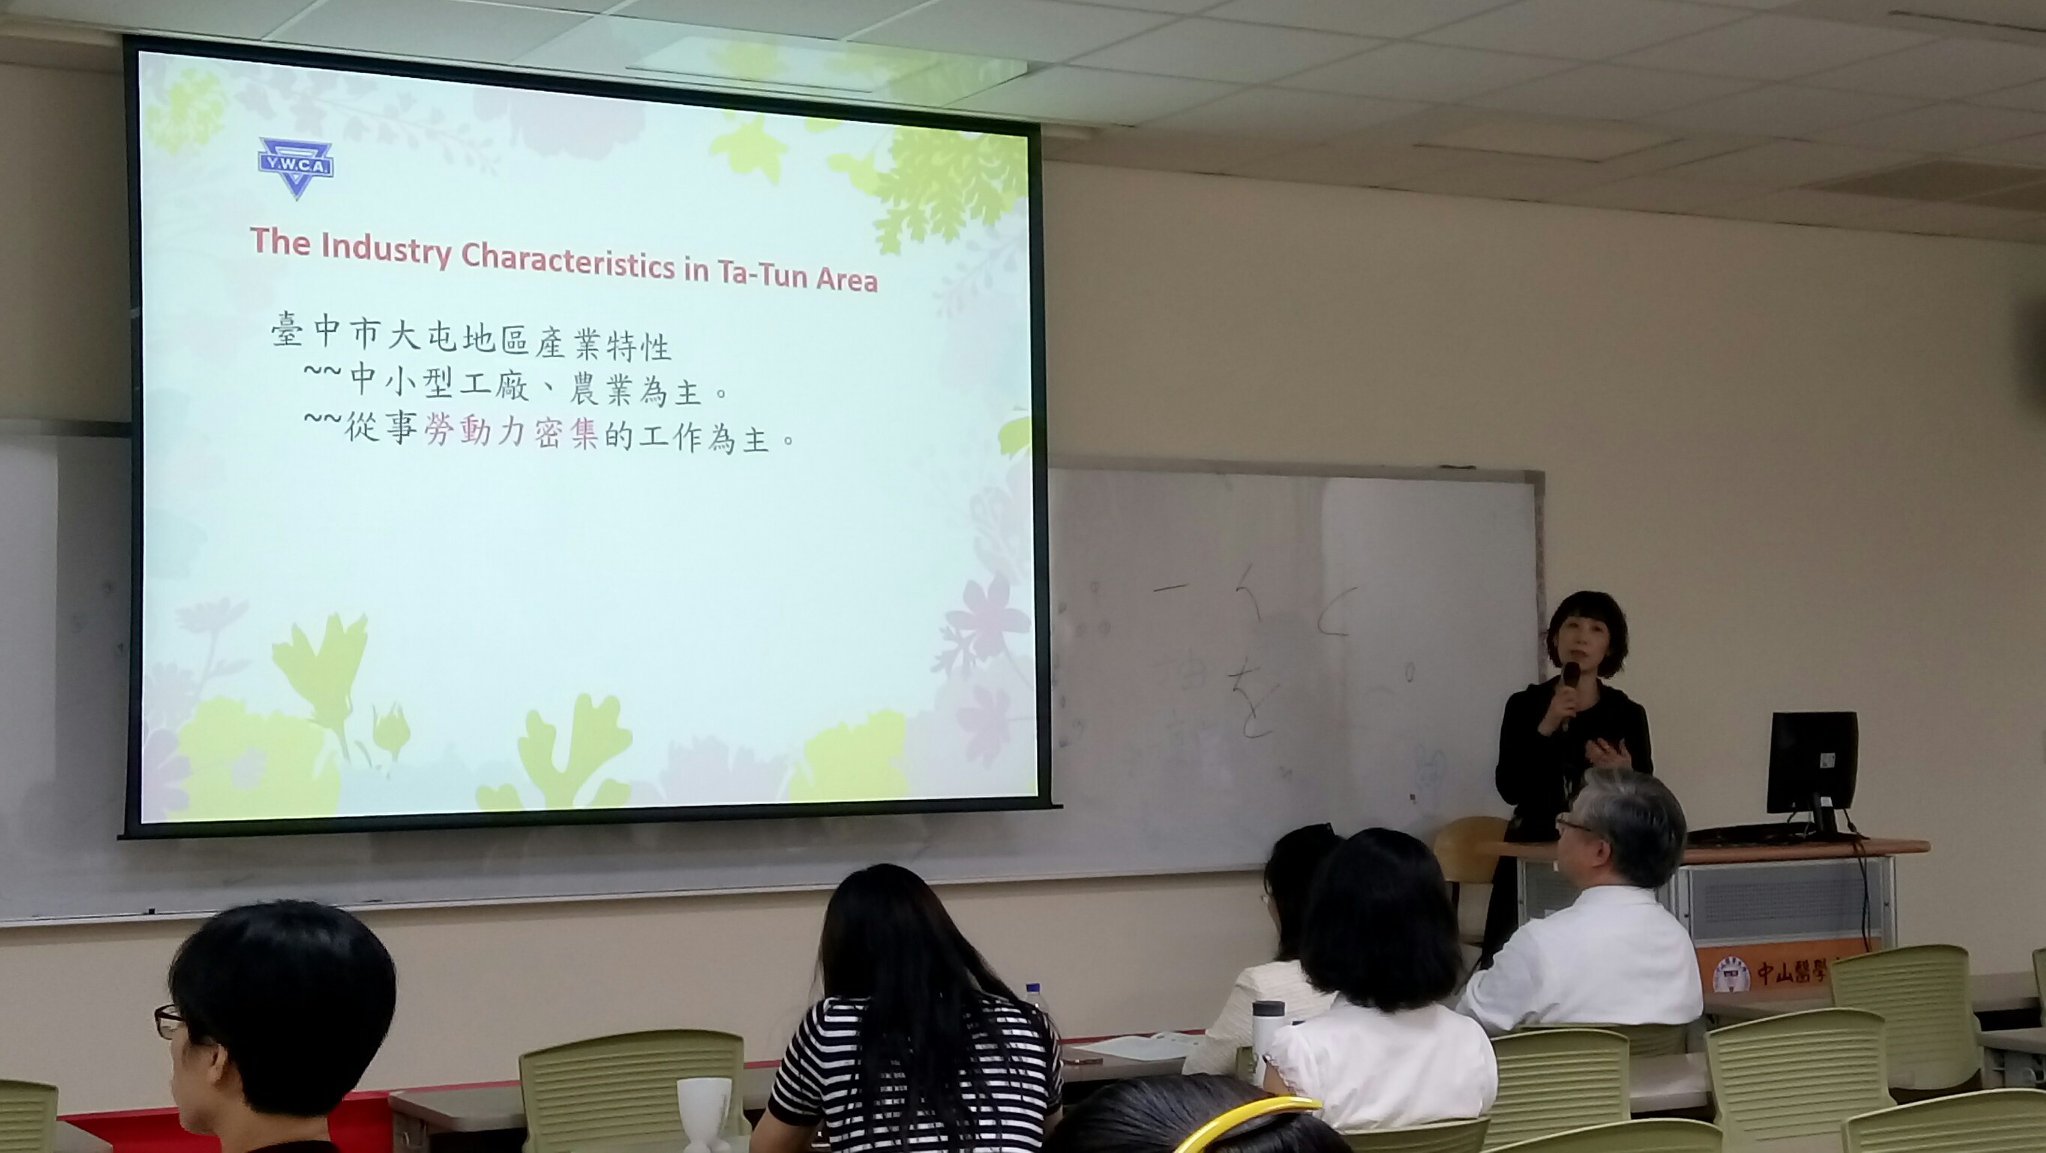 Y.W.C.A.
The Industry Characteristics in Ta-Tun Area
臺中市大屯地區產業特性
~~中小型工廠、農業為主。
~~從事勞動力密集的工作為主。
中山醫學